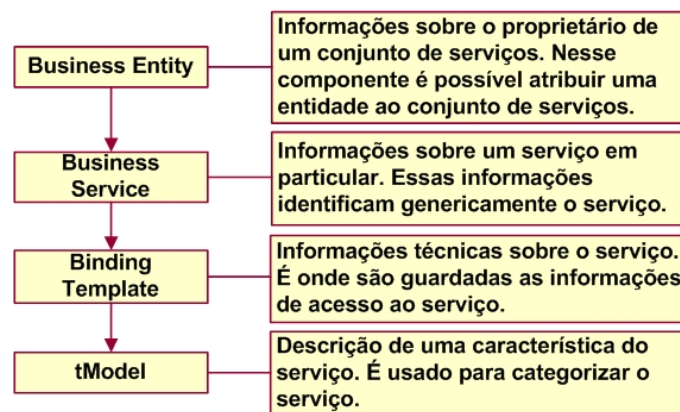 Business Entity
Informações sobre o proprietário de
um conjunto de serviços. Nesse
componente é possível atribuir uma
entidade ao conjunto de serviços.
Business
Service
Informações sobre um serviço em
particular. Essas informações
identificam genericamente o serviço.
Binding
Template
Informações técnicas sobre o serviço.
É onde são guardadas as informações
de acesso ao serviço.
tModel
Descrição de uma característica do
serviço. É usado para categorizar o
serviço.